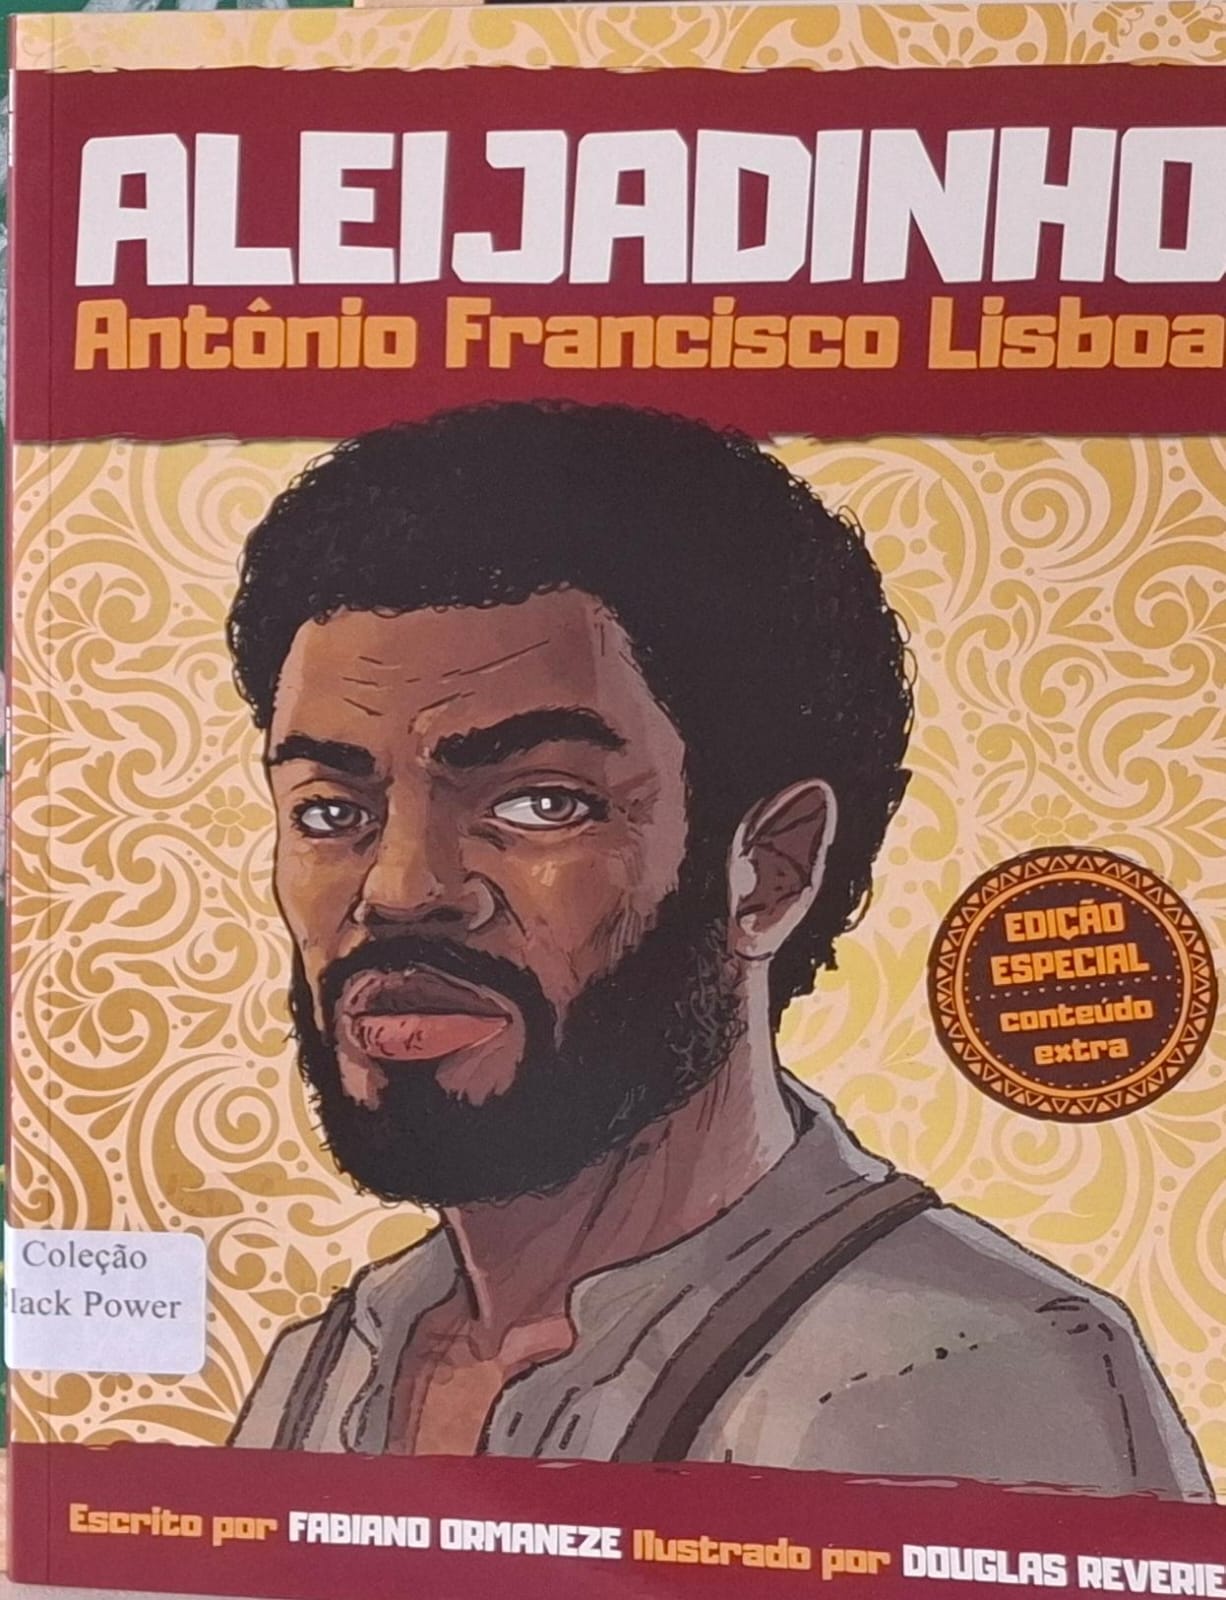 ALEIJADINHO
Antônio Francisco Lisboa
EDIÇÃO
ESPECIAL
conteúdo
extra
Coleção
lack Power
Escrito por FABIANO ORMANEZE Ilustrado por DOUGLAS REVERIE